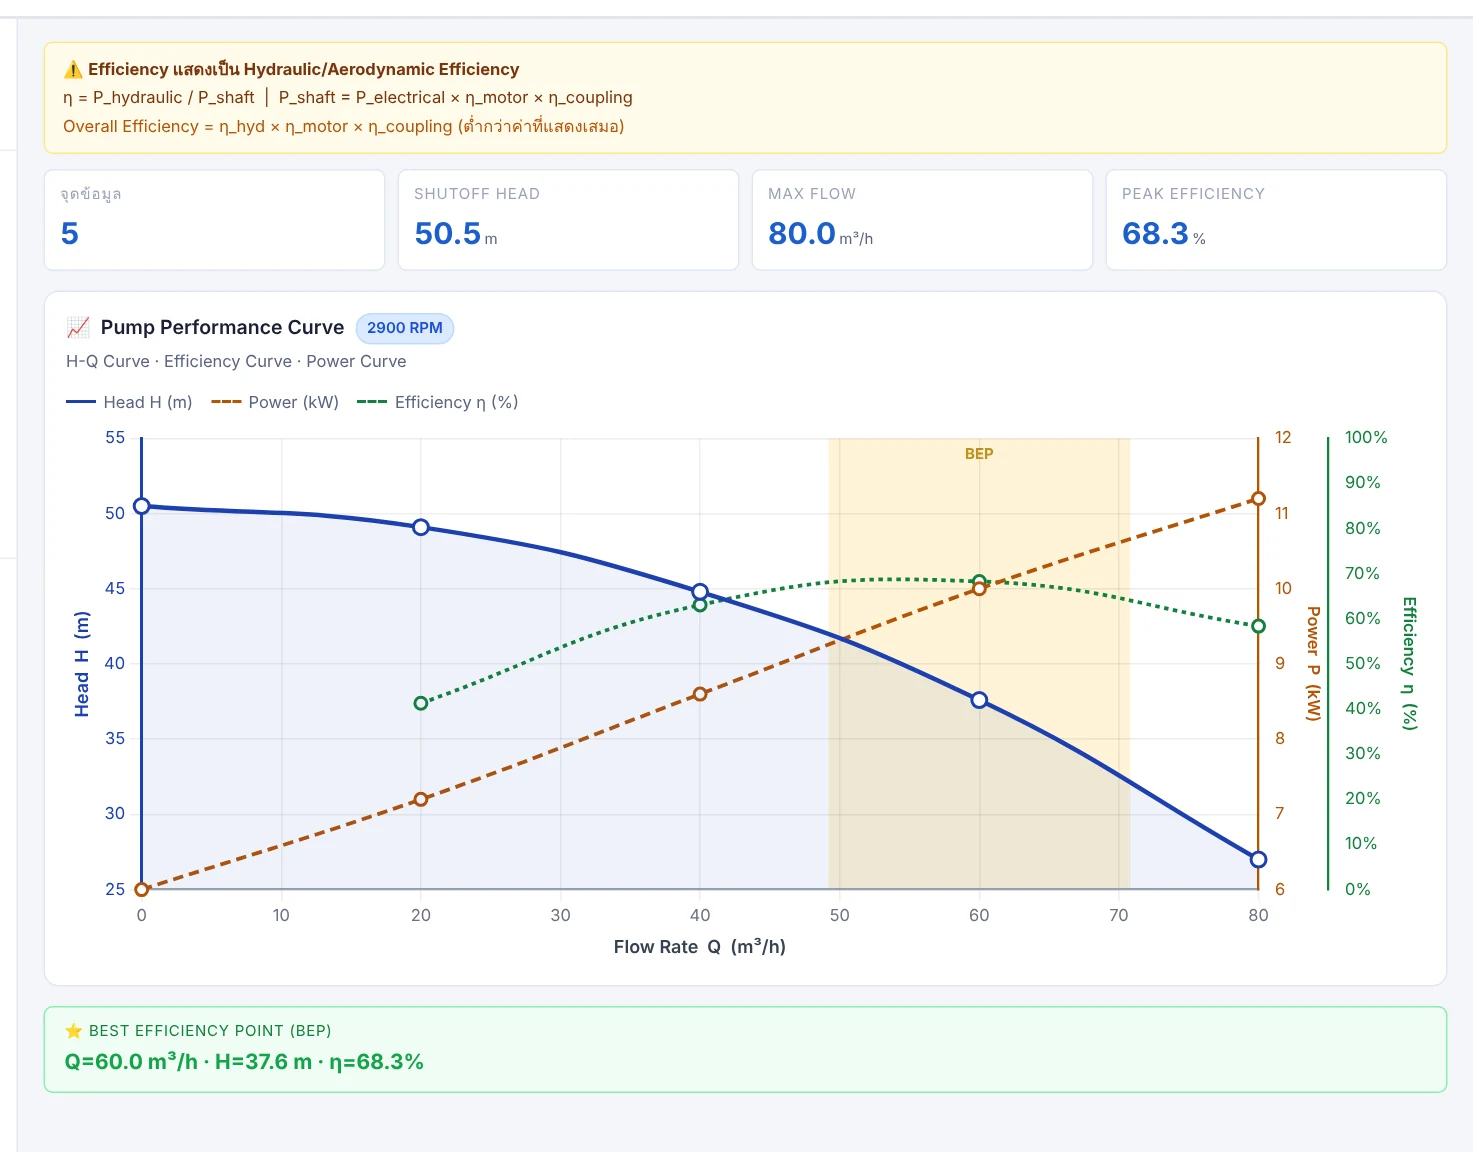 ⚠️ Efficiency แสดงเป็น Hydraulic/Aerodynamic Efficiency
η = P_hydraulic / P_shaft | P_shaft = P_electrical × η_motor × η_coupling
Overall Efficiency = η_hyd × η_motor × η_coupling (ต่ำกว่าค่าที่แสดงเสมอ)
จุดข้อมูล
5
SHUTOFF HEAD
50.5 m
MAX FLOW
80.0 m³/h
PEAK EFFICIENCY
68.3 %
📈 Pump Performance Curve 2900 RPM
H-Q Curve · Efficiency Curve · Power Curve
Head H (m) Power (kW) Efficiency η (%)
55
50
45
40
35
30
25
Head H (m)
BEP
12
11
10
9
8
7
6
Power P (kW)
100%
90%
80%
70%
60%
50%
40%
30%
20%
10%
0%
Efficiency η (%)
0 10 20 30 40 50 60 70 80
Flow Rate Q (m³/h)
⭐ BEST EFFICIENCY POINT (BEP)
Q=60.0 m³/h · H=37.6 m · η=68.3%